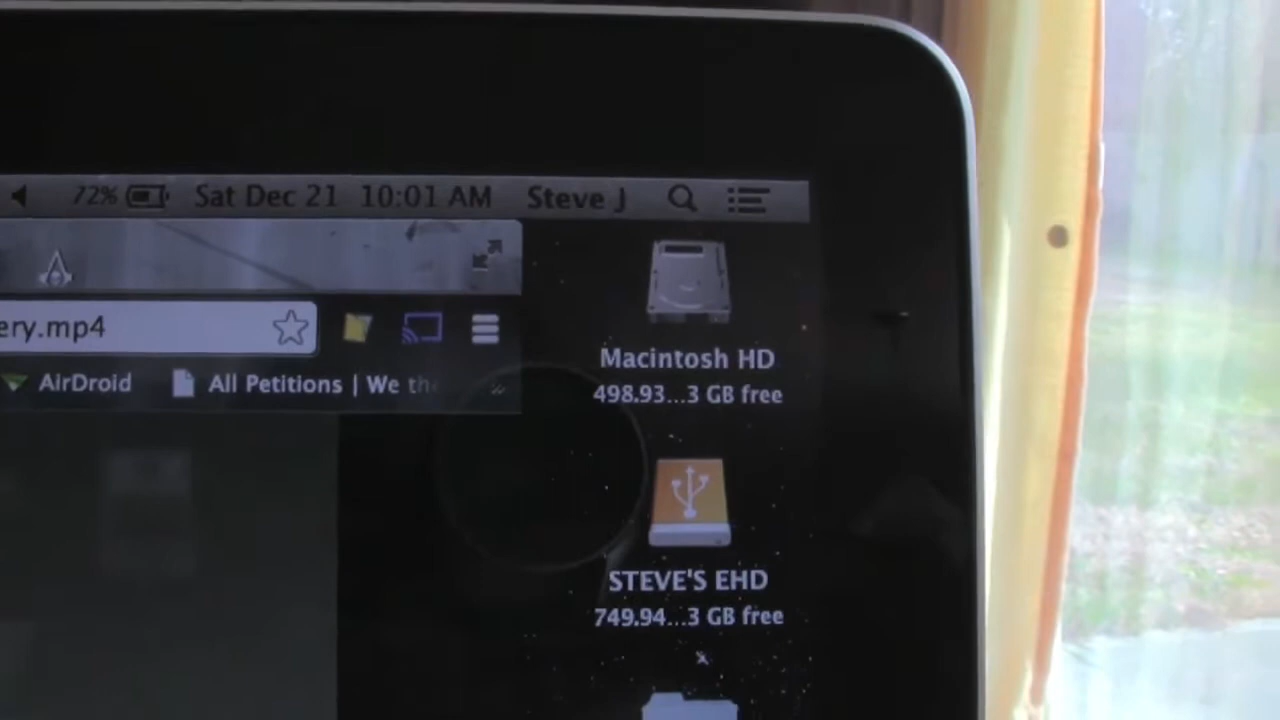 72% Sat Dec 21 10:01 AM Steve J
ery.mp4
AirDroid All Petitions | We the
Macintosh HD
498.93...3 GB free
STEVE'S EHD
749.94...3 GB free